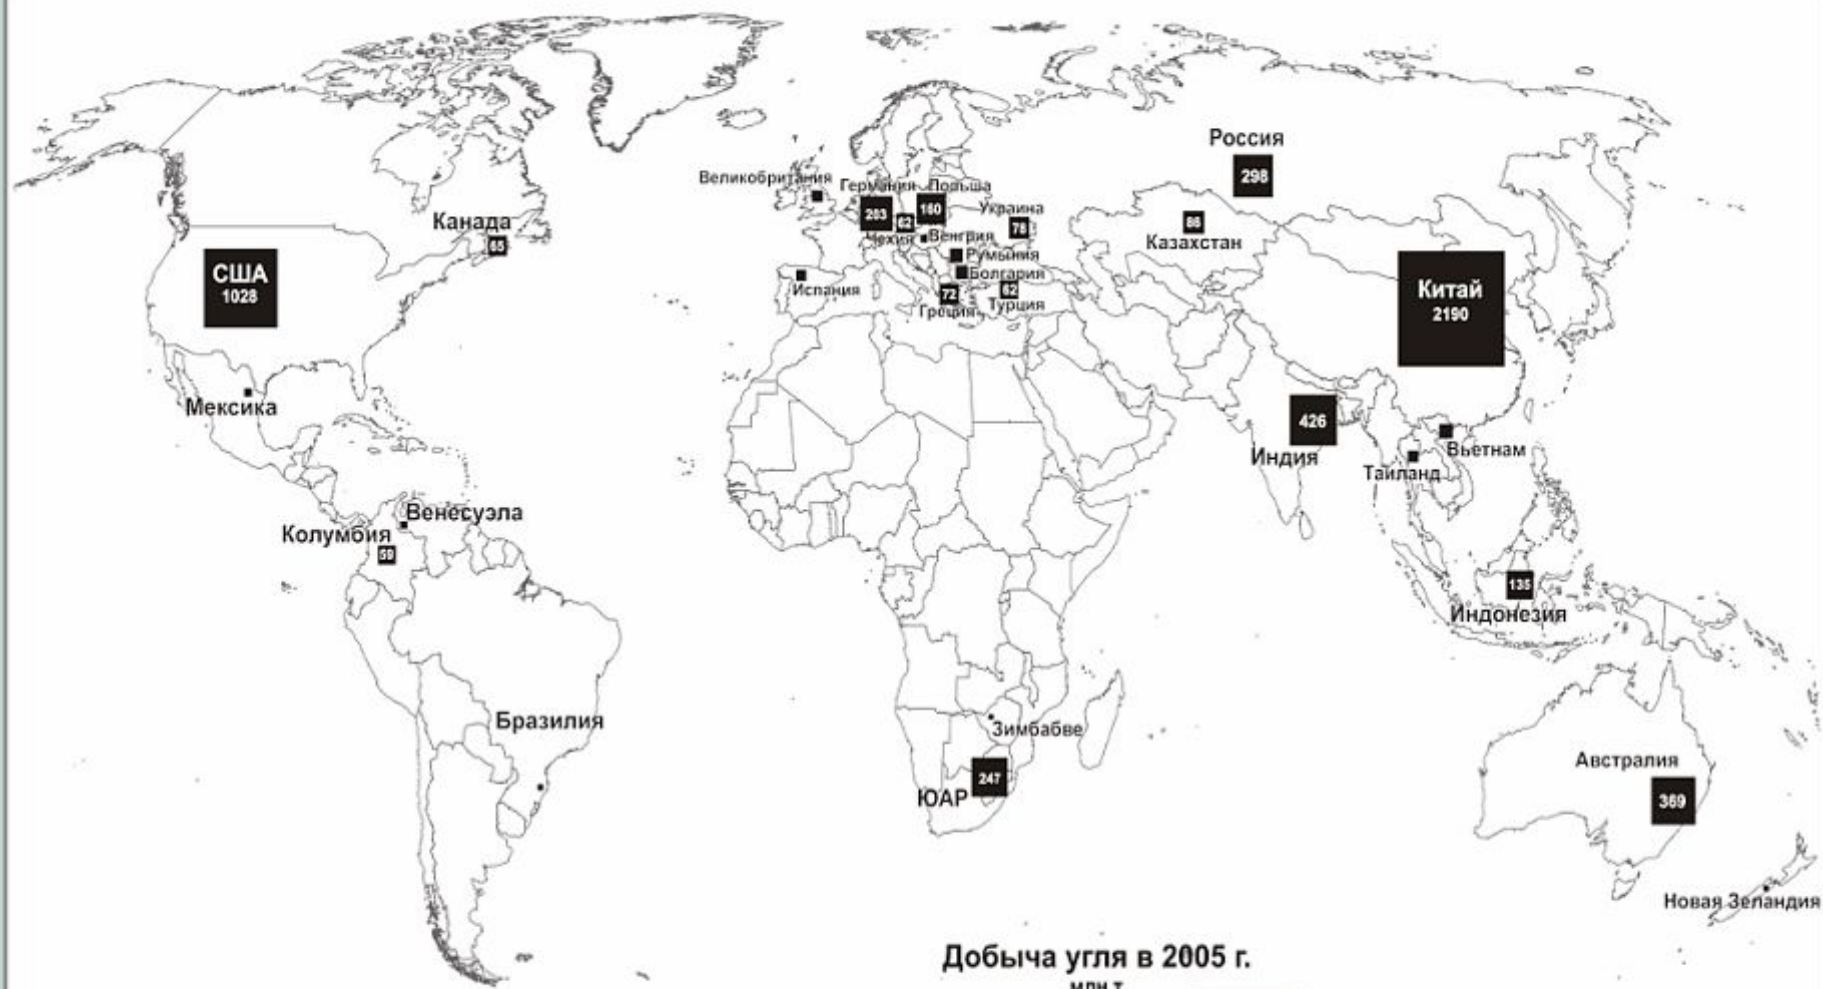 Россия
298
Великобритания
Германия
Польша
203
62
160
Украина
78
Чехия
Венгрия
Румыния
Болгария
Испания
72
Греция
62
Турция
Казахстан
Канада
65
США
1028
Китай
2190
Мексика
426
Индия
Вьетнам
Таиланд
Венесуэла
Колумбия
59
135
Индонезия
Бразилия
Зимбабве
247
ЮАР
Австралия
369
Новая Зеландия
Добыча угля в 2005 г.
млн т